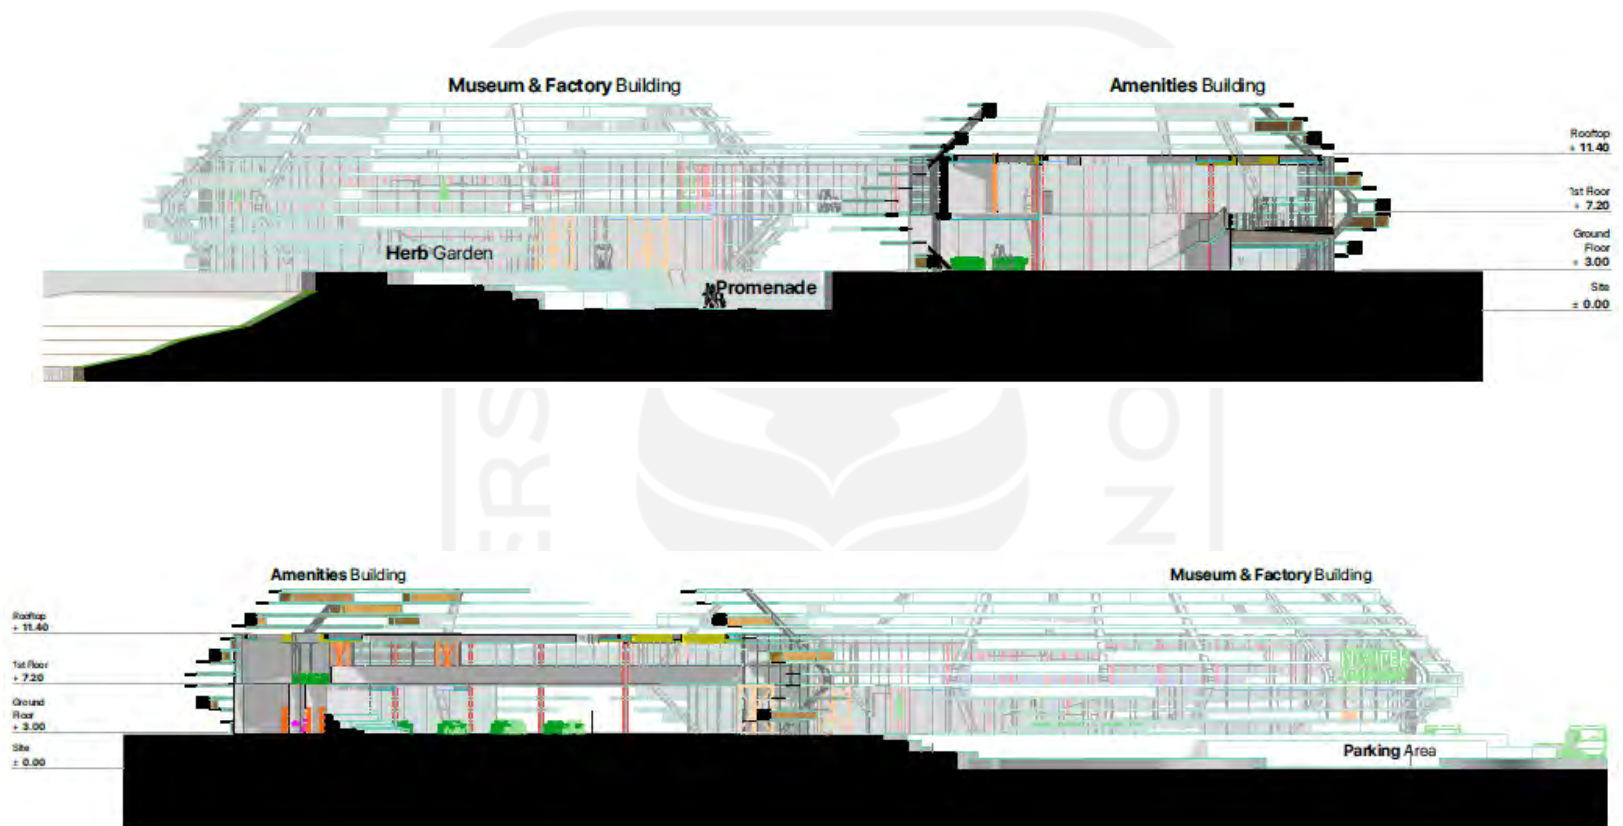 Museum & Factory Building
Amenities Building
Rooftop
+ 11.40
1st Floor
+ 7.20
Ground
Floor
+ 3.00
Herb Garden
Promenade
Site
± 0.00
ERS
NO
Amenities Building
Museum & Factory Building
Rooftop
+ 11.40
1st Floor
+ 7.20
Ground
Floor
+ 3.00
Site
± 0.00
Parking Area